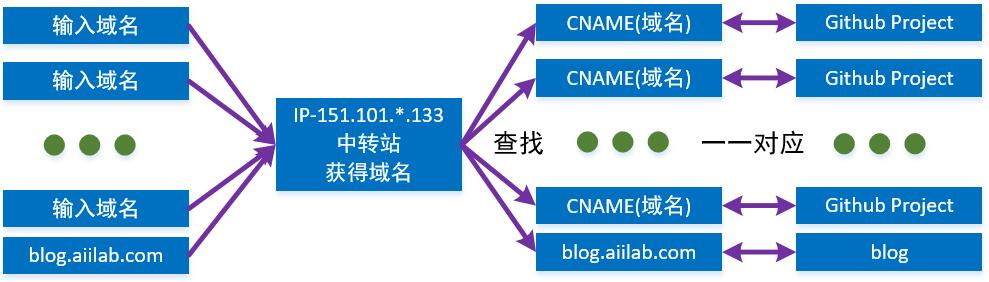 输入域名
输入域名
输入域名
blog.aiilab.com
IP-151.101.*.133
中转站
获得域名
查找
CNAME(域名)
CNAME(域名)
CNAME(域名)
blog.aiilab.com
一一对应
Github Project
Github Project
Github Project
blog